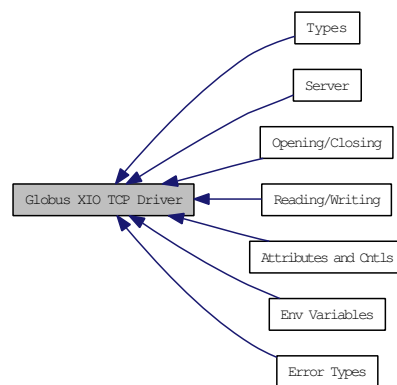 Types
Server
Opening/Closing
Globus XIO TCP Driver
Reading/Writing
Attributes and Cntls
Env Variables
Error Types